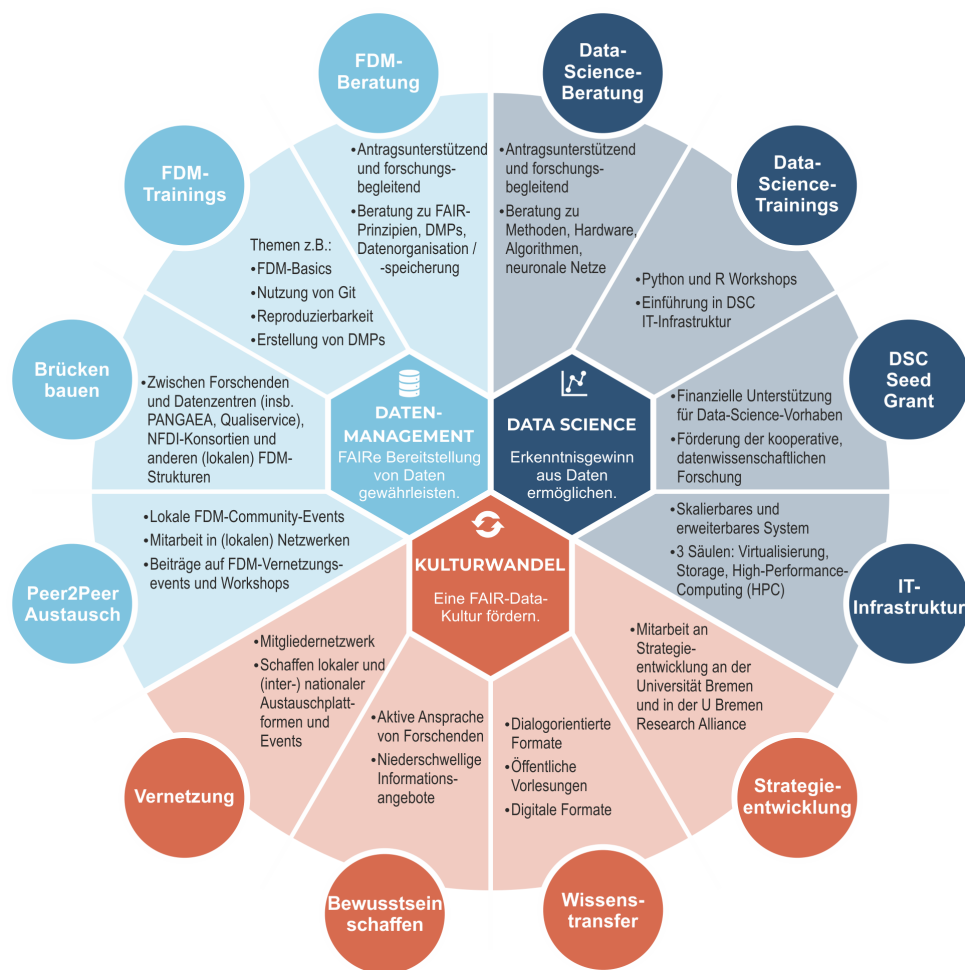 FDM-
Beratung
•Antragsunterstützend
und forschungs-
begleitend
•Beratung zu FAIR-
Prinzipien, DMPs,
Datenorganisation /
-speicherung
Data-
Science-
Beratung
•Antragsunterstützend
und forschungs-
begleitend
•Beratung zu
Methoden, Hardware,
Algorithmen,
neuronale Netze
FDM-
Trainings
Themen z.B.:
•FDM-Basics
•Nutzung von Git
•Reproduzierbarkeit
•Erstellung von DMPs
Data-
Science-
Trainings
•Python und R Workshops
•Einführung in DSC
IT-Infrastruktur
Brücken
bauen
•Zwischen Forschenden
und Datenzentren (insb.
PANGAEA, Qualiservice),
NFDI-Konsortien und
anderen (lokalen) FDM-
Strukturen
DATEN-
MANAGEMENT
FAIRe Bereitstellung
von Daten
gewährleisten.
DATA SCIENCE
Erkenntnisgewinn
aus Daten
ermöglichen.
DSC
Seed
Grant
•Finanzielle Unterstützung
für Data-Science-Vorhaben
•Förderung der kooperative,
datenwissenschaftlichen
Forschung
Peer2Peer
Austausch
•Lokale FDM-Community-Events
•Mitarbeit in (lokalen) Netzwerken
•Beiträge auf FDM-Vernetzungs-
events und Workshops
KULTURWANDEL
Eine FAIR-Data-
Kultur fördern.
•Skalierbares und
erweiterbares System
•3 Säulen: Virtualisierung,
Storage, High-Performance-
Computing (HPC)
IT-
Infrastruktur
Vernetzung
•Mitgliedernetzwerk
•Schaffen lokaler und
(inter-) nationaler
Austauschplatt-
formen und
Events
Bewusstsein
schaffen
•Aktive Ansprache
von Forschenden
•Niederschwellige
Informations-
angebote
Wissens-
transfer
•Dialogorientierte
Formate
•Öffentliche
Vorlesungen
•Digitale Formate
Strategie-
entwicklung
•Mitarbeit an
Strategie-
entwicklung an der
Universität Bremen
und in der U Bremen
Research Alliance